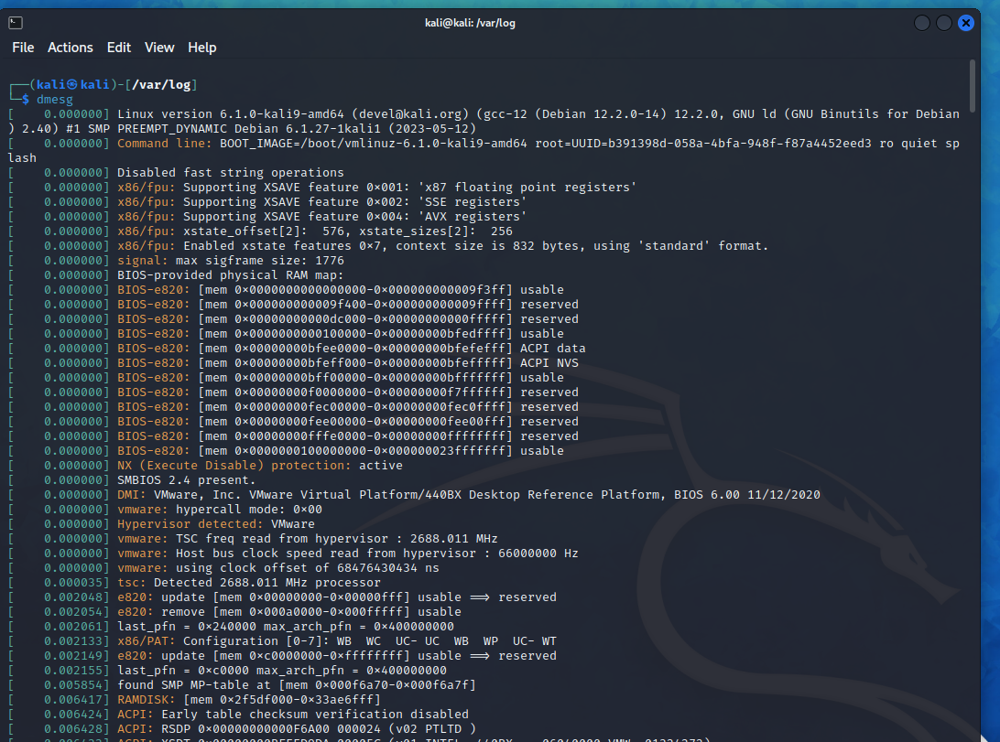 kali@kali: /var/log
File Actions Edit View Help
┌──(kali㉿kali)-[/var/log]
└─$ dmesg
[    0.000000] Linux version 6.1.0-kali9-amd64 (devel@kali.org) (gcc-12 (Debian 12.2.0-14) 12.2.0, GNU ld (GNU Binutils for Debian
) 2.40) #1 SMP PREEMPT_DYNAMIC Debian 6.1.27-1kali1 (2023-05-12)
[    0.000000] Command line: BOOT_IMAGE=/boot/vmlinuz-6.1.0-kali9-amd64 root=UUID=b391398d-058a-4bfa-948f-f87a4452eed3 ro quiet sp
lash
[    0.000000] Disabled fast string operations
[    0.000000] x86/fpu: Supporting XSAVE feature 0x001: 'x87 floating point registers'
[    0.000000] x86/fpu: Supporting XSAVE feature 0x002: 'SSE registers'
[    0.000000] x86/fpu: Supporting XSAVE feature 0x004: 'AVX registers'
[    0.000000] x86/fpu: xstate_offset[2]:  576, xstate_sizes[2]:  256
[    0.000000] x86/fpu: Enabled xstate features 0x7, context size is 832 bytes, using 'standard' format.
[    0.000000] signal: max sigframe size: 1776
[    0.000000] BIOS-provided physical RAM map:
[    0.000000] BIOS-e820: [mem 0x0000000000000000-0x000000000009f3ff] usable
[    0.000000] BIOS-e820: [mem 0x000000000009f400-0x000000000009ffff] reserved
[    0.000000] BIOS-e820: [mem 0x00000000000dc000-0x00000000000fffff] reserved
[    0.000000] BIOS-e820: [mem 0x0000000000100000-0x00000000bfedffff] usable
[    0.000000] BIOS-e820: [mem 0x00000000bfee0000-0x00000000bfefefff] ACPI data
[    0.000000] BIOS-e820: [mem 0x00000000bfeff000-0x00000000bfefffff] ACPI NVS
[    0.000000] BIOS-e820: [mem 0x00000000bff00000-0x00000000bfffffff] usable
[    0.000000] BIOS-e820: [mem 0x00000000f0000000-0x00000000f7ffffff] reserved
[    0.000000] BIOS-e820: [mem 0x00000000fec00000-0x00000000fec0ffff] reserved
[    0.000000] BIOS-e820: [mem 0x00000000fee00000-0x00000000fee00fff] reserved
[    0.000000] BIOS-e820: [mem 0x00000000fffe0000-0x00000000ffffffff] reserved
[    0.000000] BIOS-e820: [mem 0x0000000100000000-0x000000023fffffff] usable
[    0.000000] NX (Execute Disable) protection: active
[    0.000000] SMBIOS 2.4 present.
[    0.000000] DMI: VMware, Inc. VMware Virtual Platform/440BX Desktop Reference Platform, BIOS 6.00 11/12/2020
[    0.000000] vmware: hypercall mode: 0x00
[    0.000000] Hypervisor detected: VMware
[    0.000000] vmware: TSC freq read from hypervisor : 2688.011 MHz
[    0.000000] vmware: Host bus clock speed read from hypervisor : 66000000 Hz
[    0.000000] vmware: using clock offset of 68476430434 ns
[    0.000035] tsc: Detected 2688.011 MHz processor
[    0.002048] e820: update [mem 0x00000000-0x00000fff] usable ==> reserved
[    0.002054] e820: remove [mem 0x000a0000-0x000fffff] usable
[    0.002061] last_pfn = 0x240000 max_arch_pfn = 0x400000000
[    0.002133] x86/PAT: Configuration [0-7]: WB  WC  UC- UC  WB  WP  UC- WT
[    0.002149] e820: update [mem 0xc0000000-0xffffffff] usable ==> reserved
[    0.002155] last_pfn = 0xc0000 max_arch_pfn = 0x400000000
[    0.005854] found SMP MP-table at [mem 0x000f6a70-0x000f6a7f]
[    0.006417] RAMDISK: [mem 0x2f5df000-0x33ae6fff]
[    0.006424] ACPI: Early table checksum verification disabled
[    0.006428] ACPI: RSDP 0x00000000000F6A00 000024 (v02 PTLTD )